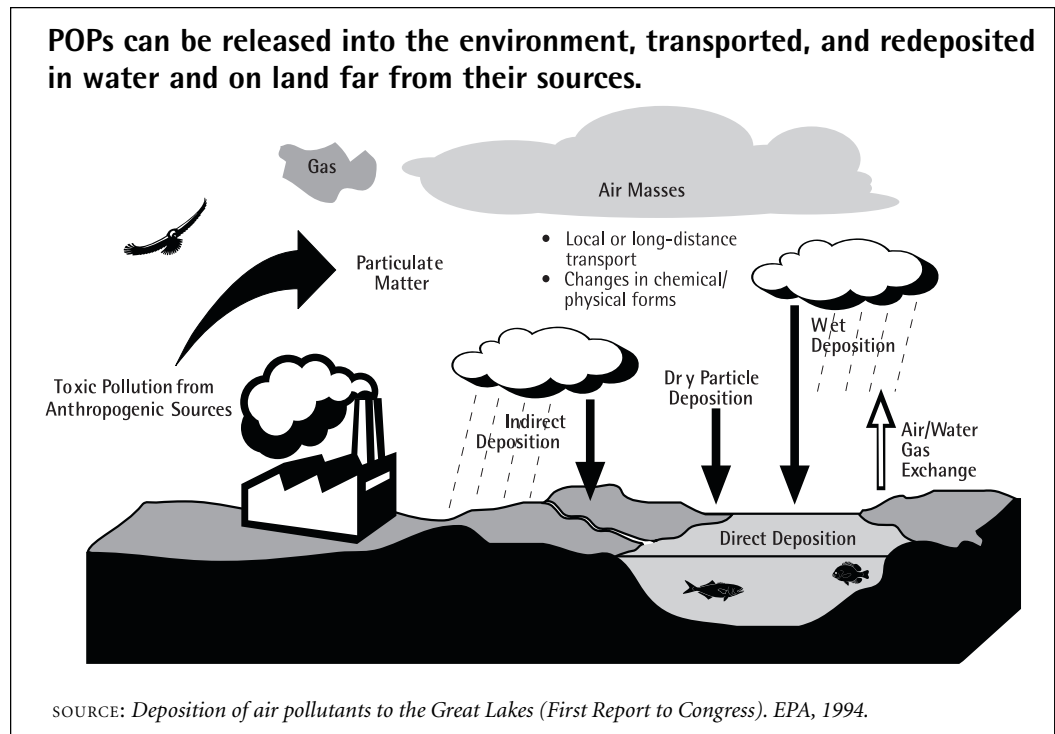 POPs can be released into the environment, transported, and redeposited
in water and on land far from their sources.
Gas
Air Masses
• Local or long-distance
transport
• Changes in chemical/
physical forms
Particulate
Matter
Toxic Pollution from
Anthropogenic Sources
Indirect
Deposition
Dry Particle
Deposition
Wet
Deposition
Air/Water
Gas
Exchange
Direct Deposition
SOURCE: Deposition of air pollutants to the Great Lakes (First Report to Congress). EPA, 1994.